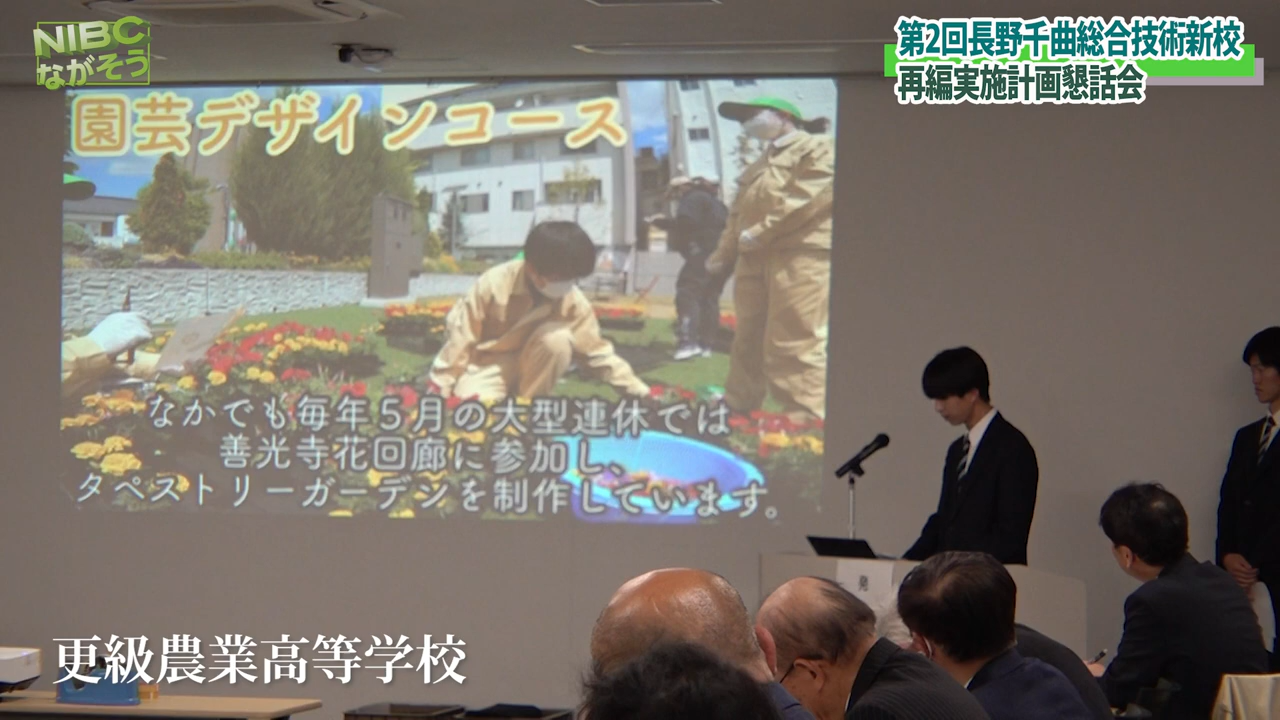 NIBC
ながそう
第2回長野千曲総合技術新校
再編実施計画懇話会
園芸デザインコース
なかでも毎年５月の大型連休では
善光寺花回廊に参加し、
タペストリーガーデンを制作しています。
更級農業高等学校